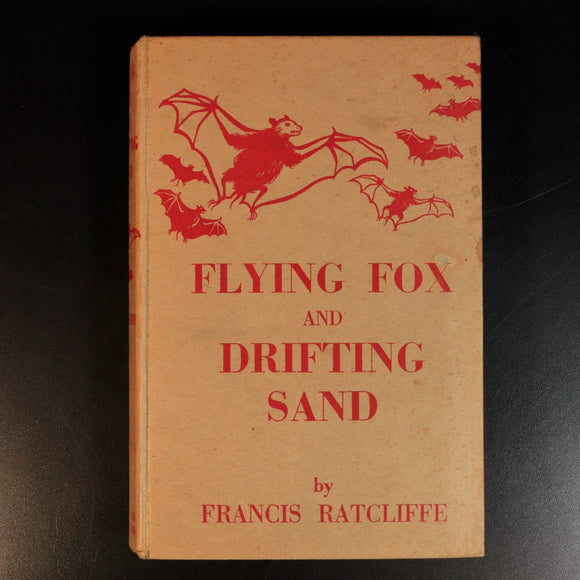 FLYING FOX
AND
DRIFTING
SAND
by
FRANCIS RATCLIFFE